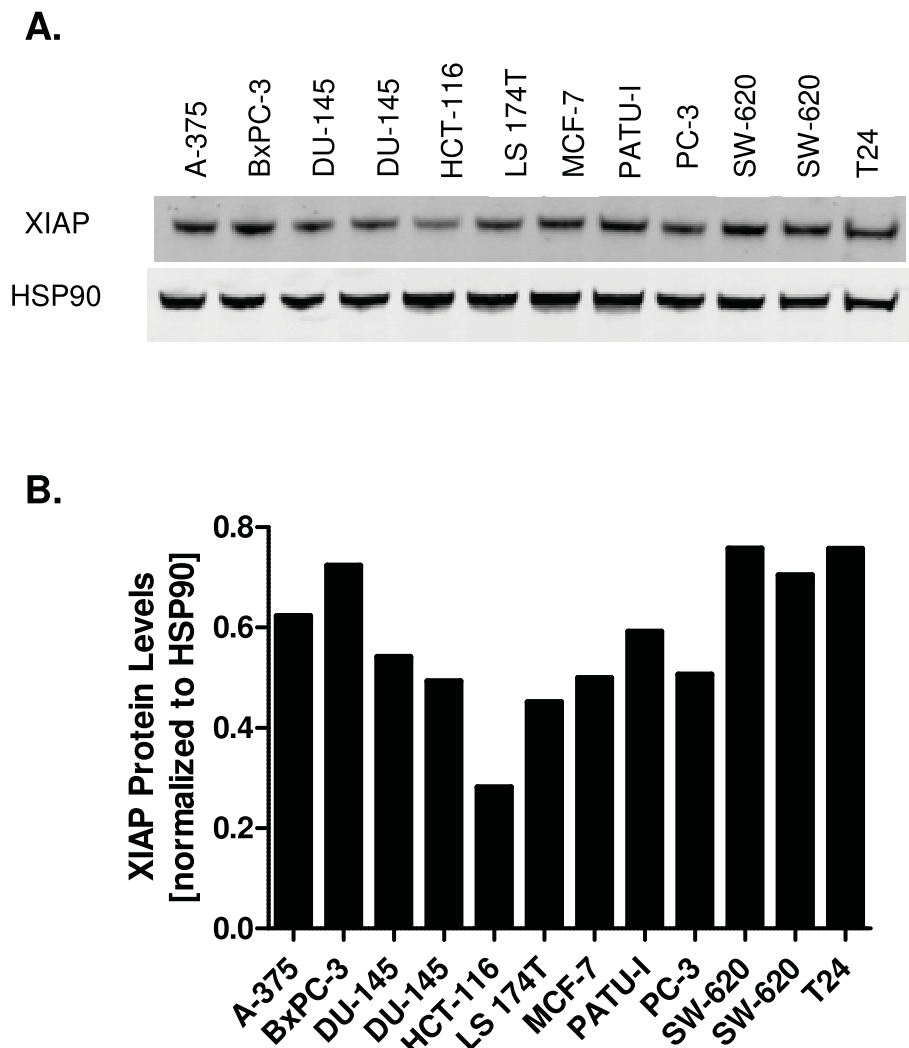 A.
A-375
BxPC-3
DU-145
DU-145
HCT-116
LS 174T
MCF-7
PATU-I
PC-3
SW-620
SW-620
T24
XIAP
HSP90
B.
XIAP Protein Levels
[normalized to HSP90]
0.8
0.6
0.4
0.2
0.0
A-375
BxPC-3
DU-145
DU-145
HCT-116
LS 174T
MCF-7
PATU-I
PC-3
SW-620
SW-620
T24